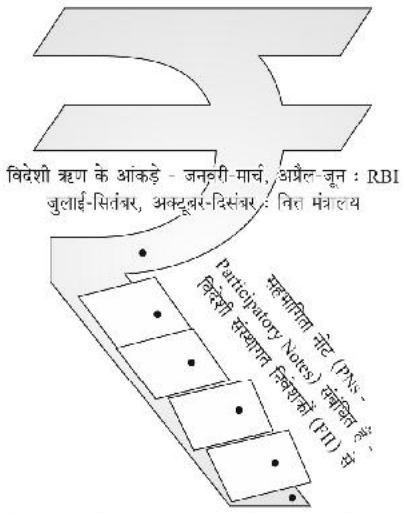 विदेशी ऋण के आंकड़े - जनवरी-मार्च, अप्रैल-जून : RBI
जुलाई-सितंबर, अक्टूबर-दिसंबर : वित्त मंत्रालय
सहभागिता नोट (PNS -
Participatory Notes) संबंधित हैं -
विदेशी संस्थागत निवेशकों (FII) से